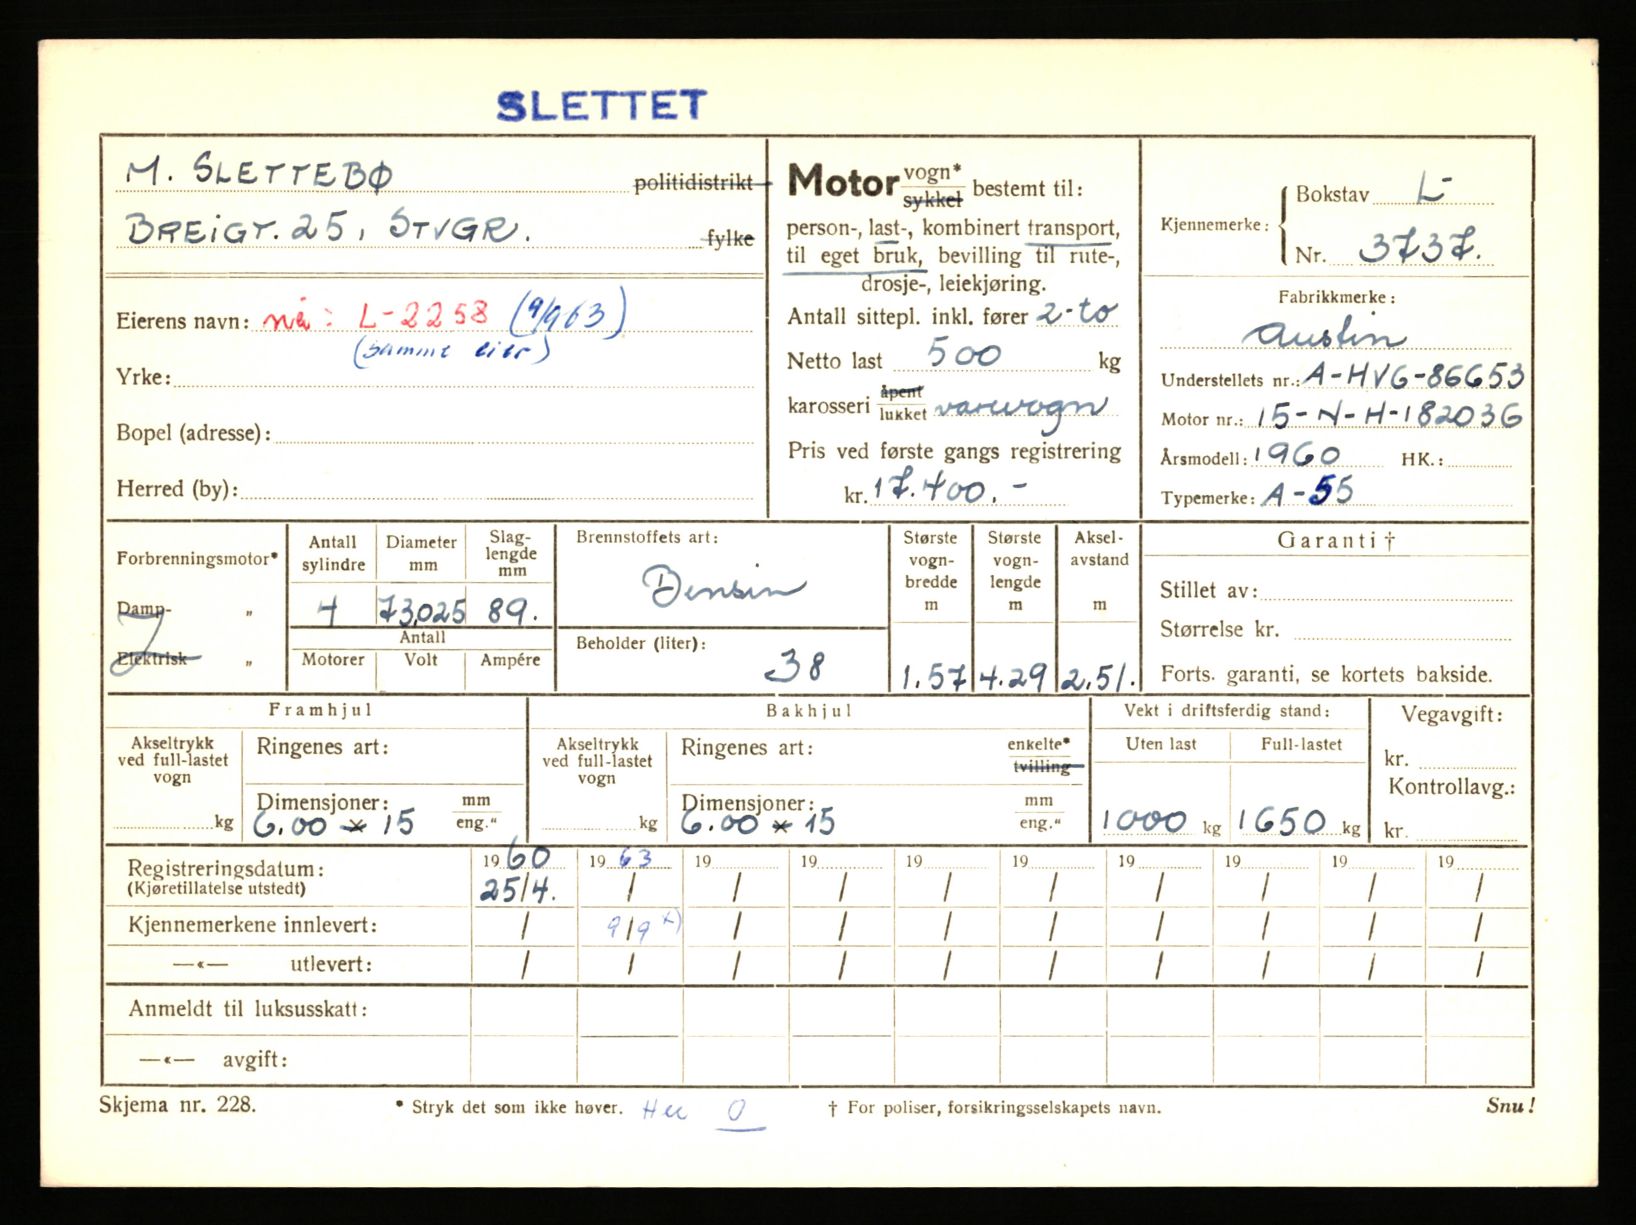 SLETTET
M. SLETTEBØ politidistrikt
BREIGT. 25, STVGR. fylke
Eierens navn: nå: L-2258 (9/9 63)
(Samme eier)
Yrke:
Bopel (adresse):
Herred (by):
Motor vogn* sykkel bestemt til:
person-, last-, kombinert transport,
til eget bruk, bevilling til rute-,
drosje-, leiekjøring.
Antall sittepl. inkl. fører 2-to
Netto last 500 kg
karosseri åpent lukket varevogn
Pris ved første gangs registrering
kr. 17.400.-
Kjennemerke: Bokstav L-
Nr. 3737.
Fabrikkmerke:
Austin
Understellets nr.: A-HV6-86653
Motor nr.: 15-N-H-182036
Årsmodell: 1960 HK.:
Typemerke: A-55
Forbrenningsmotor*
Damp- „
Elektrisk „
Antall sylindre Diameter mm Slag-lengde mm
4 73,025 89.
Antall
Motorer Volt Ampére
Brennstoffets art:
Bensin
Beholder (liter):
38
Største vogn-bredde m Største vogn-lengde m Aksel-avstand m
1.57 4.29 2.51.
Garanti †
Stillet av:
Størrelse kr.
Forts. garanti, se kortets bakside.
Framhjul
Akseltrykk ved full-lastet vogn
kg
Ringenes art:
Dimensjoner: mm
6.00 x 15 eng."
Bakhjul
Akseltrykk ved full-lastet vogn
kg
Ringenes art: enkelte*
tvilling
Dimensjoner: mm
6.00 x 15 eng."
Vekt i driftsferdig stand:
Uten last Full-lastet
1000 kg 1650 kg
Vegavgift:
kr.
Kontrollavg.:
kr.
Registreringsdatum: 1960 1963 19 19 19 19 19 19 19 19
(Kjøretillatelse utstedt) 25/4. / / / / / / / / /
Kjennemerkene innlevert: / 9/9 x) / / / / / / / /
—«— utlevert: / / / / / / / / / /
Anmeldt til luksusskatt:
—«— avgift:
Skjema nr. 228. * Stryk det som ikke høver. † For poliser, forsikringsselskapets navn. Snu!